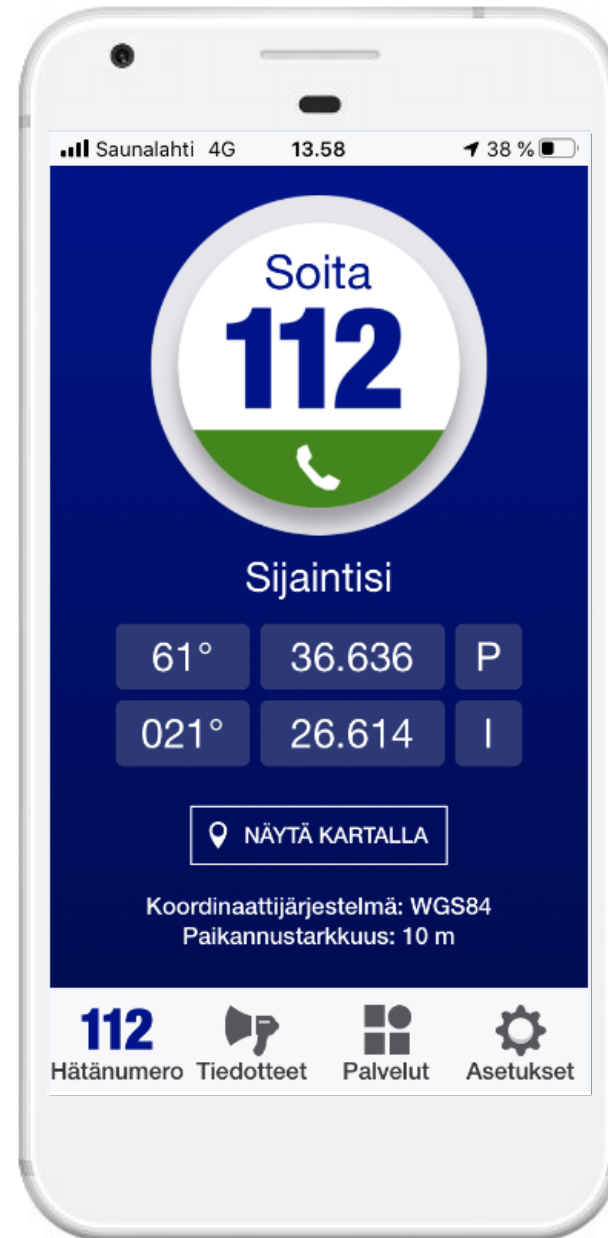 Saunalahti 4G 13.58 38 %
Soita
112
Sijaintisi
61° 36.636 P
021° 26.614 I
NÄYTÄ KARTALLA
Koordinaattijärjestelmä: WGS84
Paikannustarkkuus: 10 m
112
Hätänumero Tiedotteet Palvelut Asetukset